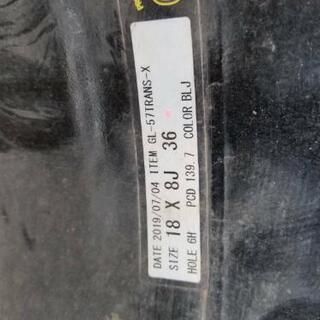 DATE 2019/07/04 ITEM GL-57TRANS-X
SIZE 18 X 8J 36
HOLE 6H PCD 139.7 COLOR BLJ